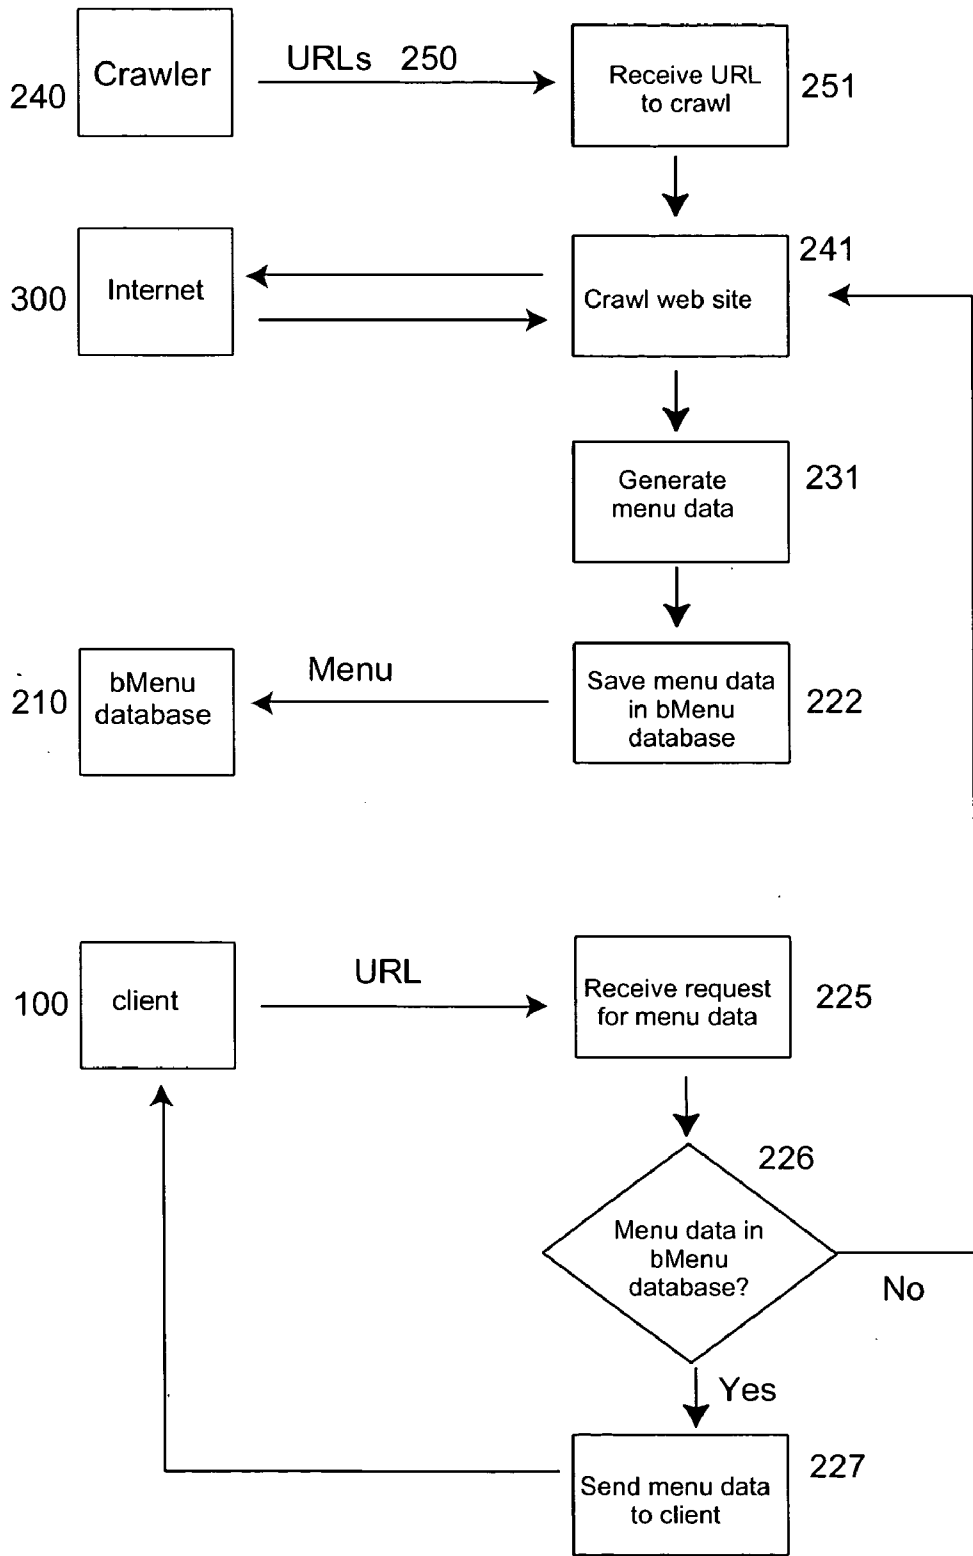 Crawler
240
URLs 250
Receive URL
to crawl
251
Internet
300
Crawl web site
241
Generate
menu data
231
bMenu
database
210
Menu
Save menu data
in bMenu
database
222
client
100
URL
Receive request
for menu data
225
Menu data in
bMenu
database?
226
No
Yes
Send menu data
to client
227